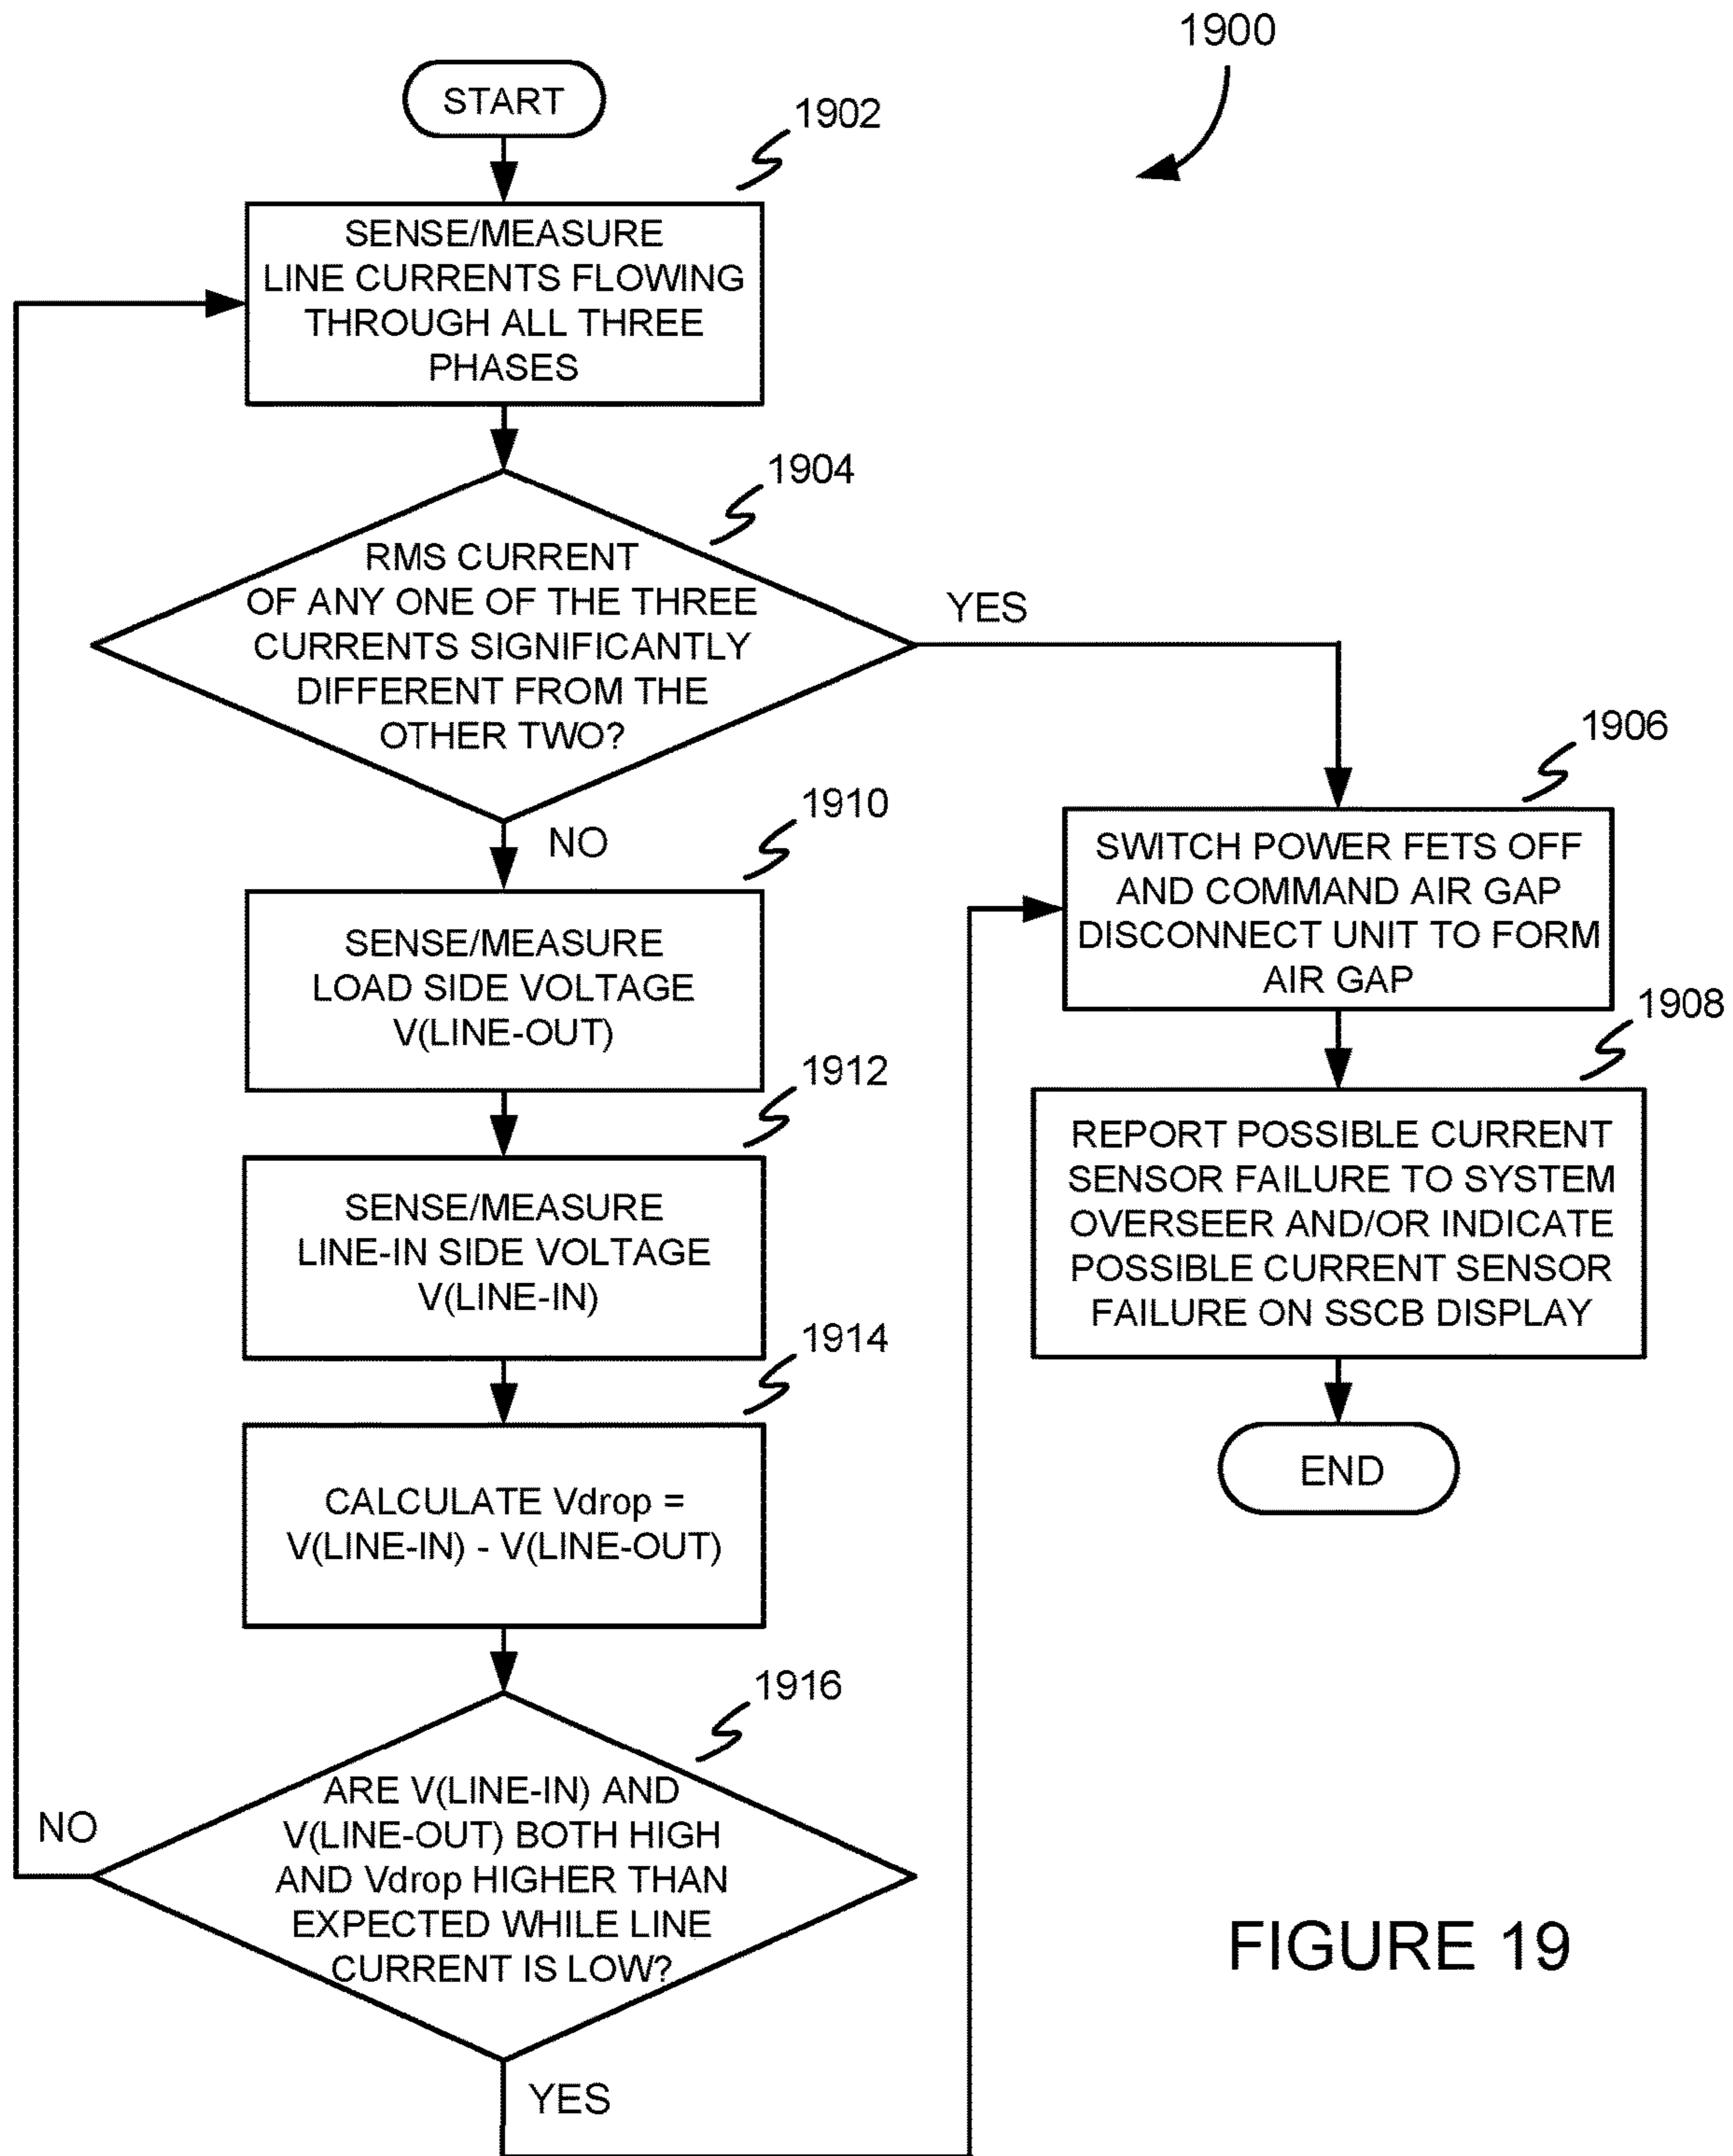 1900
START
1902
SENSE/MEASURE
LINE CURRENTS FLOWING
THROUGH ALL THREE
PHASES
1904
RMS CURRENT
OF ANY ONE OF THE THREE
CURRENTS SIGNIFICANTLY
DIFFERENT FROM THE
OTHER TWO?
YES
NO
1906
SWITCH POWER FETS OFF
AND COMMAND AIR GAP
DISCONNECT UNIT TO FORM
AIR GAP
1908
REPORT POSSIBLE CURRENT
SENSOR FAILURE TO SYSTEM
OVERSEER AND/OR INDICATE
POSSIBLE CURRENT SENSOR
FAILURE ON SSCB DISPLAY
END
1910
SENSE/MEASURE
LOAD SIDE VOLTAGE
V(LINE-OUT)
1912
SENSE/MEASURE
LINE-IN SIDE VOLTAGE
V(LINE-IN)
1914
CALCULATE Vdrop =
V(LINE-IN) - V(LINE-OUT)
1916
ARE V(LINE-IN) AND
V(LINE-OUT) BOTH HIGH
AND Vdrop HIGHER THAN
EXPECTED WHILE LINE
CURRENT IS LOW?
NO
YES
FIGURE 19